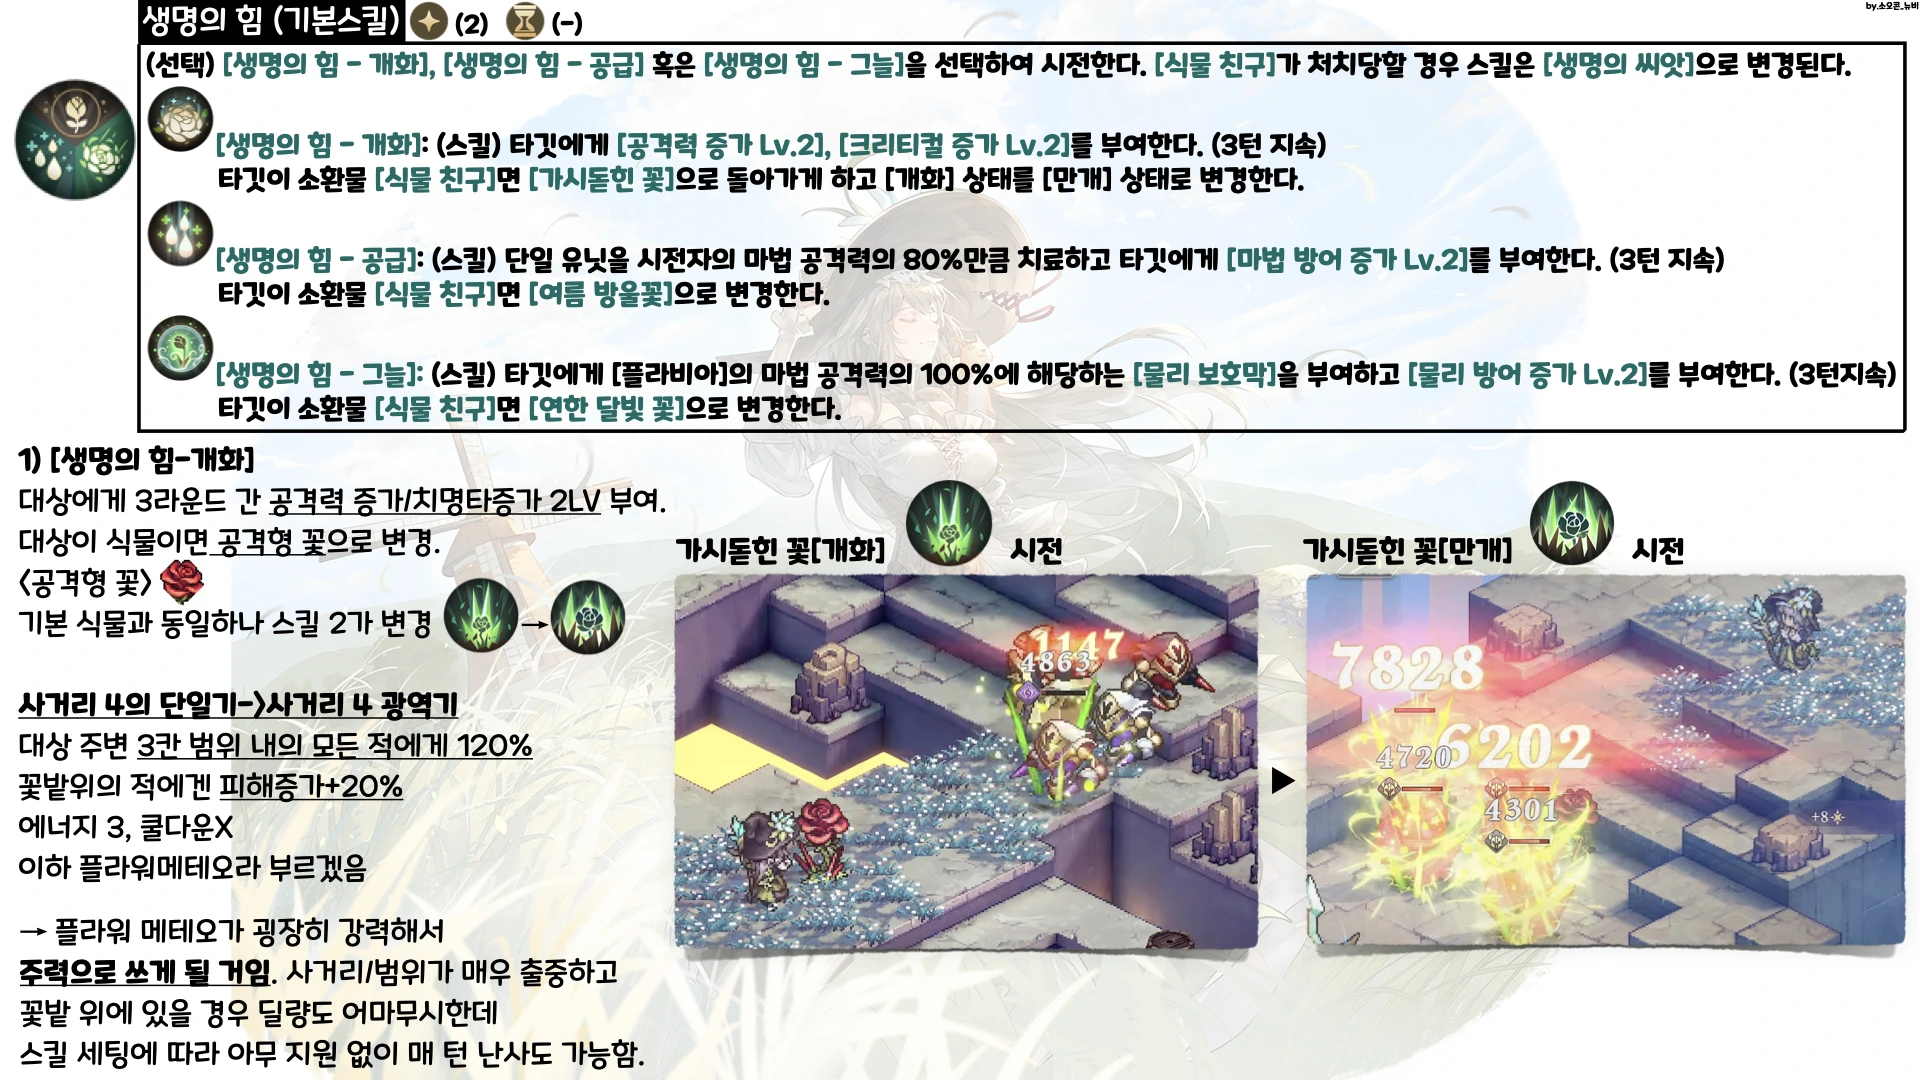 by.소오콘_뉴비
생명의 힘 (기본스킬) (2) (-)
(선택) [생명의 힘 - 개화], [생명의 힘 - 공급] 혹은 [생명의 힘 - 그늘]을 선택하여 시전한다. [식물 친구]가 처치당할 경우 스킬은 [생명의 씨앗]으로 변경된다.
[생명의 힘 - 개화]: (스킬) 타깃에게 [공격력 증가 Lv.2], [크리티컬 증가 Lv.2]를 부여한다. (3턴 지속)
타깃이 소환물 [식물 친구]면 [가시돋힌 꽃]으로 돌아가게 하고 [개화] 상태를 [만개] 상태로 변경한다.
[생명의 힘 - 공급]: (스킬) 단일 유닛을 시전자의 마법 공격력의 80%만큼 치료하고 타깃에게 [마법 방어 증가 Lv.2]를 부여한다. (3턴 지속)
타깃이 소환물 [식물 친구]면 [여름 방울꽃]으로 변경한다.
[생명의 힘 - 그늘]: (스킬) 타깃에게 [플라비아]의 마법 공격력의 100%에 해당하는 [물리 보호막]을 부여하고 [물리 방어 증가 Lv.2]를 부여한다. (3턴지속)
타깃이 소환물 [식물 친구]면 [연한 달빛 꽃]으로 변경한다.
1) [생명의 힘-개화]
대상에게 3라운드 간 공격력 증가/치명타증가 2LV 부여.
대상이 식물이면 공격형 꽃으로 변경.
<공격형 꽃>
기본 식물과 동일하나 스킬 2가 변경 →
사거리 4의 단일기->사거리 4 광역기
대상 주변 3칸 범위 내의 모든 적에게 120%
꽃밭위의 적에겐 피해증가+20%
에너지 3, 쿨다운X
이하 플라워메테오라 부르겠음
→ 플라워 메테오가 굉장히 강력해서
주력으로 쓰게 될 거임. 사거리/범위가 매우 출중하고
꽃밭 위에 있을 경우 딜량도 어마무시한데
스킬 세팅에 따라 아무 지원 없이 매 턴 난사도 가능함.
가시돋힌 꽃[개화] 시전
1147
4863
가시돋힌 꽃[만개] 시전
7828
6202
4720
4301
+8